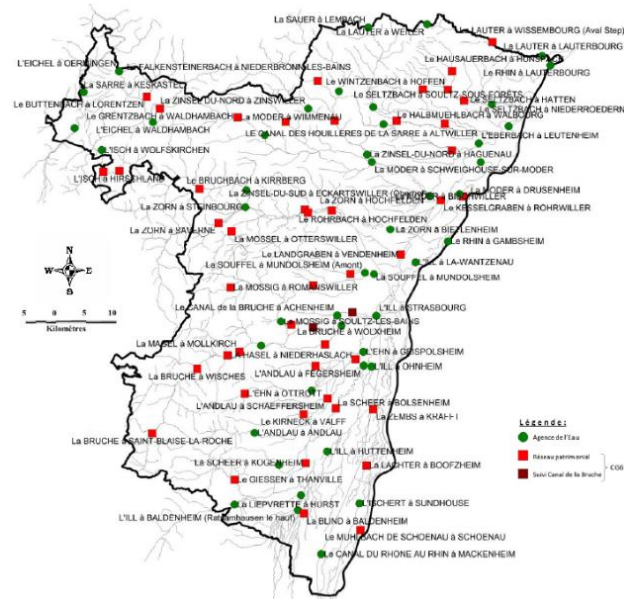 La SAUER à LEMBACH
La LAUTER à WEILER
La LAUTER à WISSEMBOURG (Aval Step)
La LAUTER à LAUTERBOURG
Le HAUSAUERBACH à HUNSPACH
Le RHIN à LAUTERBOURG
L'EICHEL à OERMINGEN
Le FALKENSTEINERBACH à NIEDERBRONN-LES-BAINS
La SARRE à KESKASTEL
Le WINTZENBACH à HOFFEN
Le SELTZBACH à SOULTZ-SOUS-FORÊTS
Le SELTZBACH à HATTEN
Le SELTZBACH à NIEDERROEDERN
Le BUTTENBACH à LORENTZEN
La ZINSEL-DU-NORD à ZINSWILLER
Le GRENTZBACH à WALDHAMBACH
La MODER à WIMMENAU
Le HALBMUEHLBACH à WALBOURG
L'EICHEL à WALDHAMBACH
Le CANAL DES HOUILLERES DE LA SARRE à ALTWILLER
L'EBERBACH à LEUTENHEIM
L'ISCH à WOLFSKIRCHEN
La ZINSEL-DU-NORD à HAGUENAU
La MODER à SCHWEIGHOUSE-SUR-MODER
L'ISCH à HIRSCHLAND
Le BRUCHBACH à KIRRBERG
La ZINSEL-DU-SUD à ECKARTSWILLER
La MODER à DRUSENHEIM
Le KESSELGRABEN à ROHRWILLER
La ZORN à STEINBOURG
La ZORN à HOCHFELDEN
Le ROHRBACH à HOCHFELDEN
La ZORN à SAVERNE
La ZORN à BIETLENHEIM
La MOSSEL à OTTERSWILLER
Le RHIN à GAMBSHEIM
Le LANDGRABEN à VENDENHEIM
La SOUFFEL à MUNDOLSHEIM (Amont)
L'ILL à LA-WANTZENAU
La SOUFFEL à MUNDOLSHEIM
La MOSSIG à ROMANSWILLER
Le CANAL de la BRUCHE à ACHENHEIM
L'ILL à STRASBOURG
La MOSSIG à SOULTZ-LES-BAINS
La BRUCHE à WOLXHEIM
La MAGEL à MOLLKIRCH
La HASEL à NIEDERHASLACH
L'EHN à GEISPOLSHEIM
La BRUCHE à WISCHES
L'ANDLAU à FEGERSHEIM
L'ILL à OHNHEIM
L'EHN à OTTROTT
L'ANDLAU à SCHAEFFERSHEIM
La SCHEER à BOLSENHEIM
Le KIRNECK à VALFF
La ZEMBS à KRAFFT
La BRUCHE à SAINT-BLAISE-LA-ROCHE
L'ANDLAU à ANDLAU
L'ILL à HUTTENHEIM
La SCHEER à KOGENHEIM
La LACHTER à BOOFZHEIM
Le GIESSEN à THANVILLE
La LIEPVRETTE à HURST
L'ISCHERT à SUNDHOUSE
L'ILL à BALDENHEIM (Rathsamhausen le haut)
La BLIND à BALDENHEIM
Le MUHLBACH DE SCHOENAU à SCHOENAU
Le CANAL DU RHONE AU RHIN à MACKENHEIM
N
W E
S
5 0 5 10
Kilomètres
Légende:
Agence de l'Eau
Réseau patrimonial
Suivi Canal de la Bruche
CG67